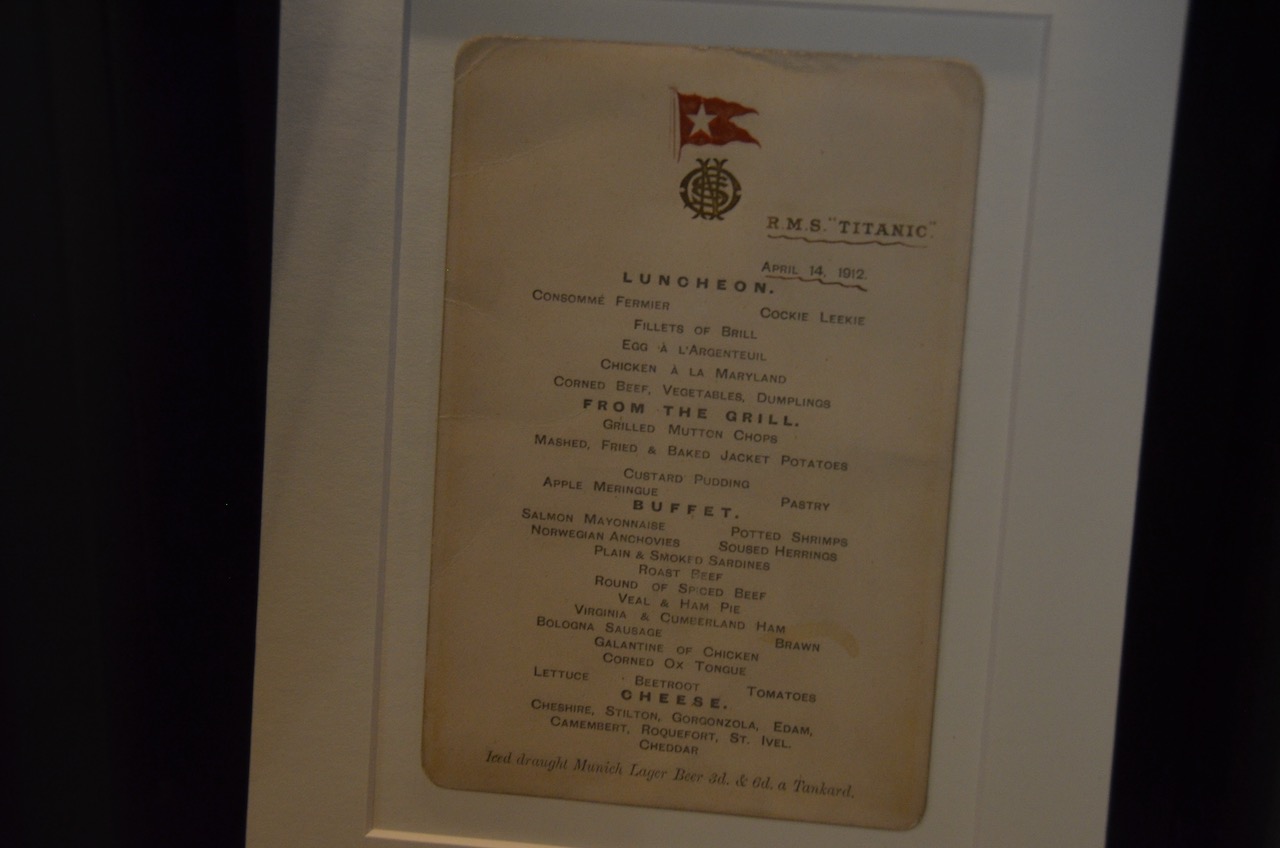 R.M.S. "TITANIC."
APRIL 14, 1912.
LUNCHEON.
CONSOMMÉ FERMIER COCKIE LEEKIE
FILLETS OF BRILL
EGG À L'ARGENTEUIL
CHICKEN À LA MARYLAND
CORNED BEEF, VEGETABLES, DUMPLINGS
FROM THE GRILL.
GRILLED MUTTON CHOPS
MASHED, FRIED & BAKED JACKET POTATOES
CUSTARD PUDDING
APPLE MERINGUE PASTRY
BUFFET.
SALMON MAYONNAISE POTTED SHRIMPS
NORWEGIAN ANCHOVIES SOUSED HERRINGS
PLAIN & SMOKED SARDINES
ROAST BEEF
ROUND OF SPICED BEEF
VEAL & HAM PIE
VIRGINIA & CUMBERLAND HAM
BOLOGNA SAUSAGE BRAWN
GALANTINE OF CHICKEN
CORNED OX TONGUE
LETTUCE BEETROOT TOMATOES
CHEESE.
CHESHIRE, STILTON, GORGONZOLA, EDAM,
CAMEMBERT, ROQUEFORT, ST. IVEL.
CHEDDAR
Iced draught Munich Lager Beer 3d. & 6d. a Tankard.